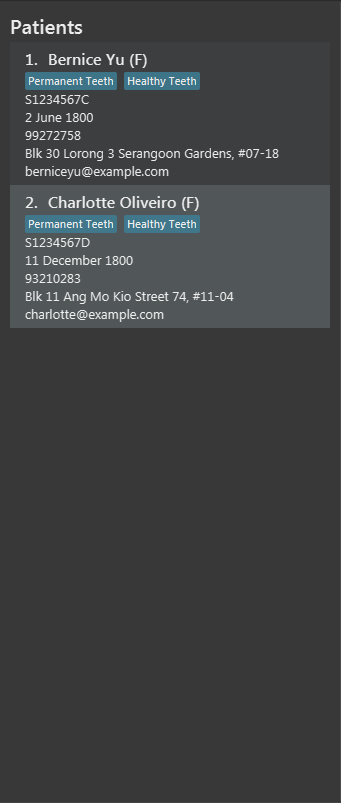 Patients
1. Bernice Yu (F)
Permanent Teeth Healthy Teeth
S1234567C
2 June 1800
99272758
Blk 30 Lorong 3 Serangoon Gardens, #07-18
berniceyu@example.com
2. Charlotte Oliveiro (F)
Permanent Teeth Healthy Teeth
S1234567D
11 December 1800
93210283
Blk 11 Ang Mo Kio Street 74, #11-04
charlotte@example.com